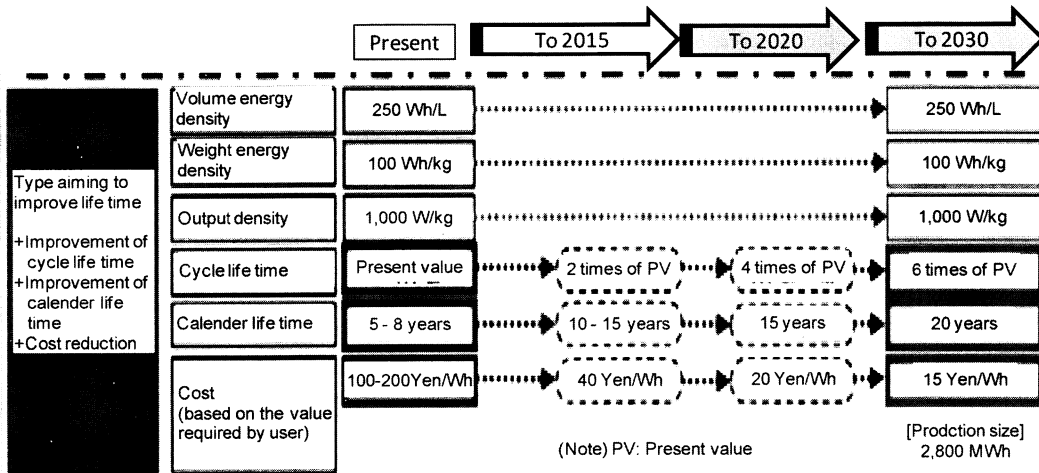 Present
To 2015
To 2020
To 2030
Type aiming to
improve life time
+Improvement of
cycle life time
+Improvement of
calender life
time
+Cost reduction
Volume energy
density
250 Wh/L
250 Wh/L
Weight energy
density
100 Wh/kg
100 Wh/kg
Output density
1,000 W/kg
1,000 W/kg
Cycle life time
Present value
2 times of PV
4 times of PV
6 times of PV
Calender life time
5 - 8 years
10 - 15 years
15 years
20 years
Cost
(based on the value
required by user)
100-200Yen/Wh
40 Yen/Wh
20 Yen/Wh
15 Yen/Wh
(Note) PV: Present value
[Prodction size]
2,800 MWh